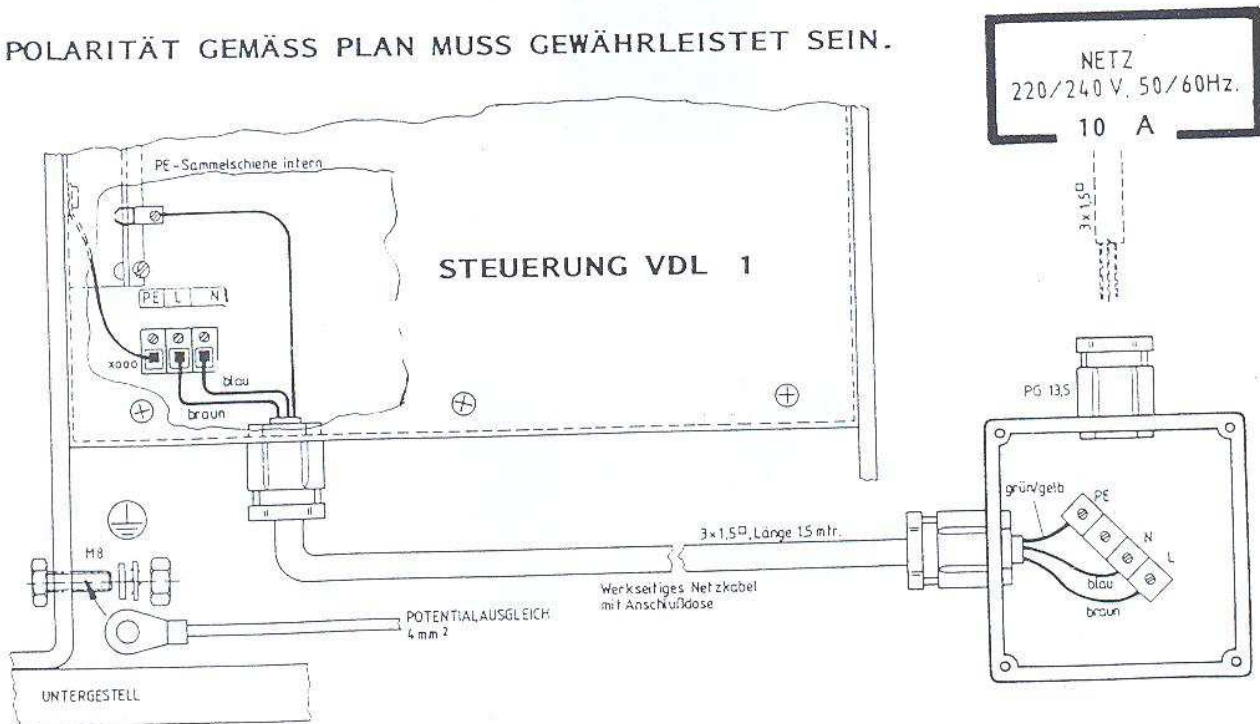 POLARITÄT GEMÄSS PLAN MUSS GEWÄHRLEISTET SEIN.
NETZ
220/240 V, 50/60Hz.
10 A
PE-Sammelschiene intern
3x1,5□
STEUERUNG VDL 1
PE L N
x000
blau
braun
PG 13,5
grün/gelb
PE
N
L
blau
braun
M8
3x1,5□, Länge 1,5 mtr.
Werkseitiges Netzkabel
mit Anschlußdose
POTENTIALAUSGLEICH
4 mm²
UNTERGESTELL